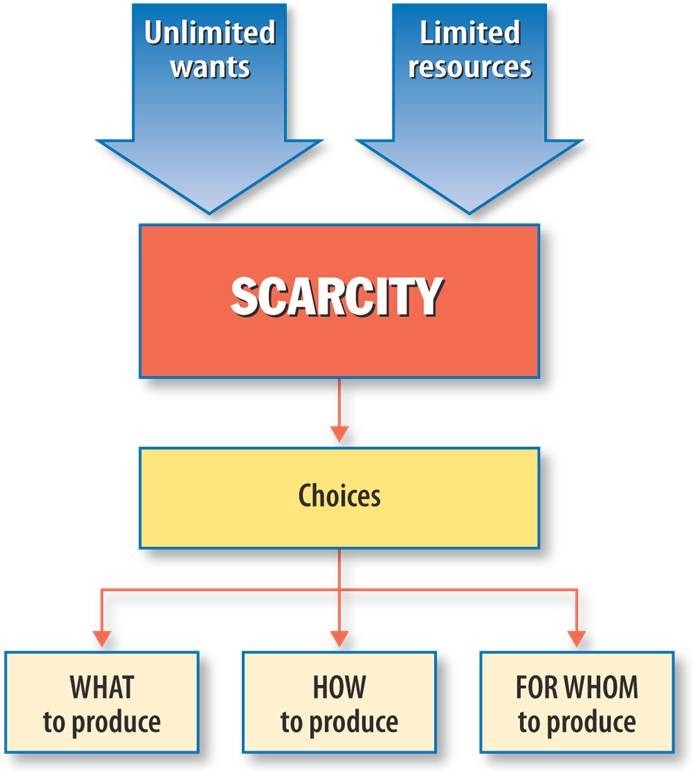 Unlimited
wants
Limited
resources
SCARCITY
Choices
WHAT
to produce
HOW
to produce
FOR WHOM
to produce